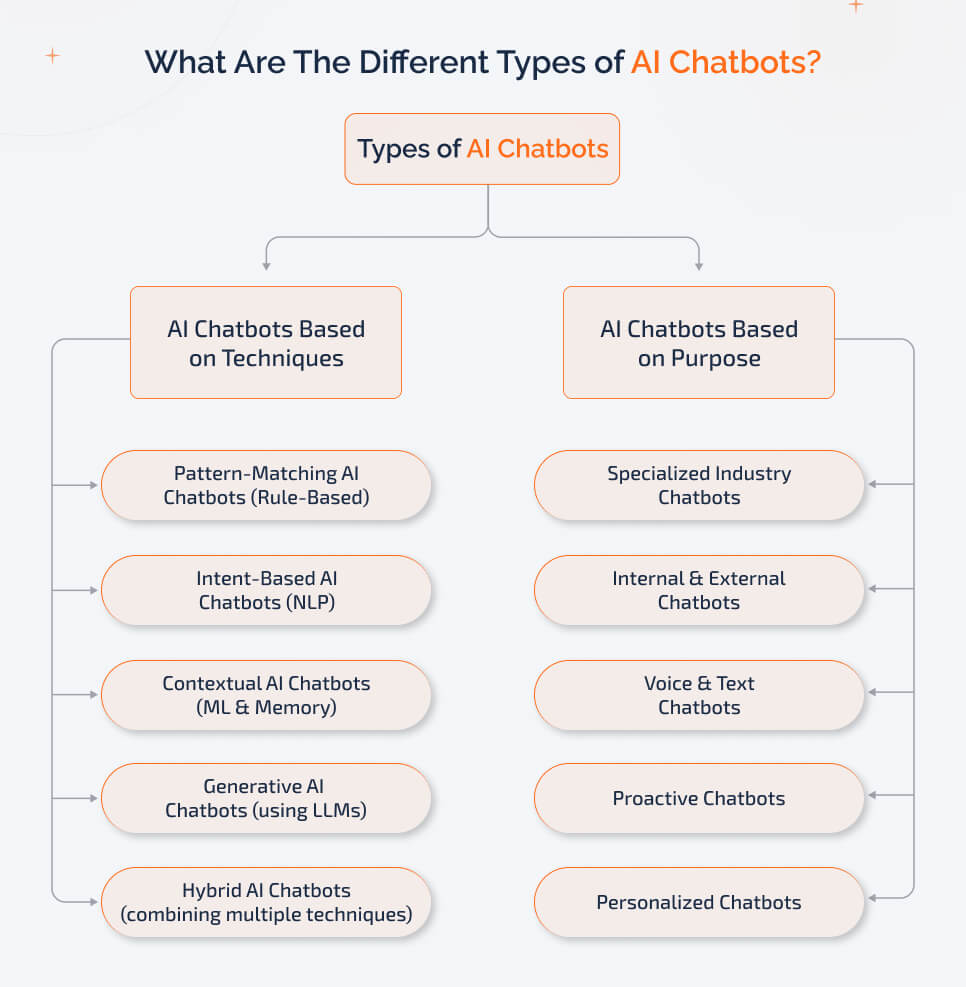 What Are The Different Types of AI Chatbots?
Types of AI Chatbots
AI Chatbots Based
on Techniques
Pattern-Matching AI
Chatbots (Rule-Based)
Intent-Based AI
Chatbots (NLP)
Contextual AI Chatbots
(ML & Memory)
Generative AI
Chatbots (using LLMs)
Hybrid AI Chatbots
(combining multiple techniques)
AI Chatbots Based
on Purpose
Specialized Industry
Chatbots
Internal & External
Chatbots
Voice & Text
Chatbots
Proactive Chatbots
Personalized Chatbots